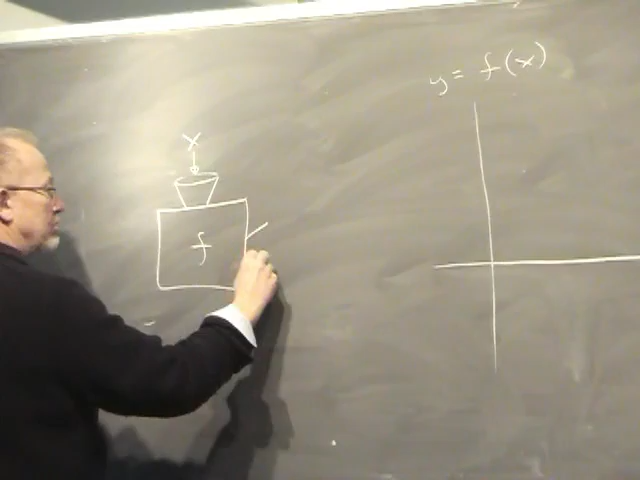 y = f(x)
x
f